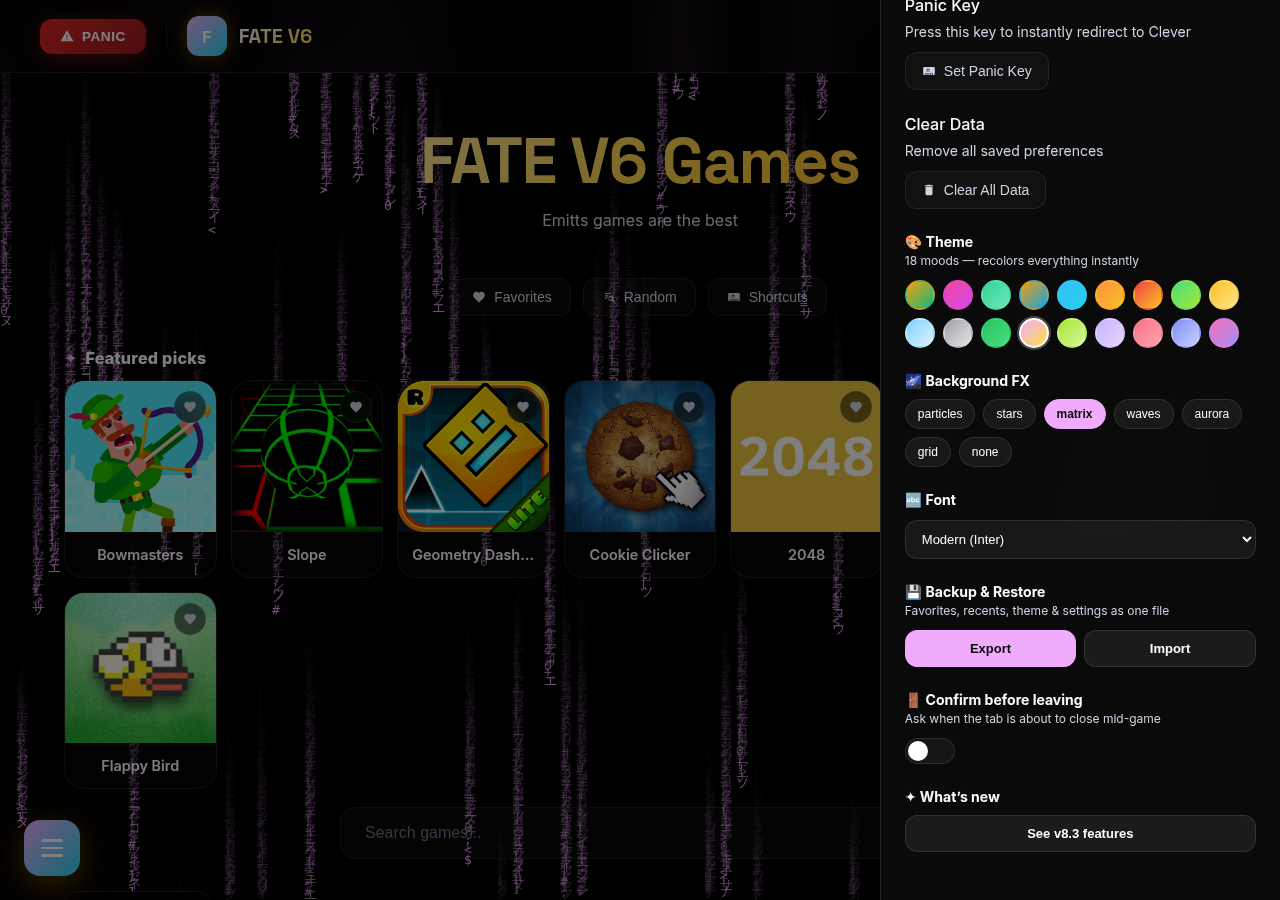 PANIC
F
FATE V6
FATE V6 Games
Emitts games are the best
Favorites
Random
Shortcuts
Featured picks
R
LITE
2048
Bowmasters
Slope
Geometry Dash...
Cookie Clicker
2048
Flappy Bird
Search games...
Panic Key
Press this key to instantly redirect to Clever
Set Panic Key
Clear Data
Remove all saved preferences
Clear All Data
🎨 Theme
18 moods — recolors everything instantly
🌌 Background FX
particles
stars
matrix
waves
aurora
grid
none
🔤 Font
Modern (Inter)
💾 Backup & Restore
Favorites, recents, theme & settings as one file
Export
Import
🚪 Confirm before leaving
Ask when the tab is about to close mid-game
✦ What's new
See v8.3 features